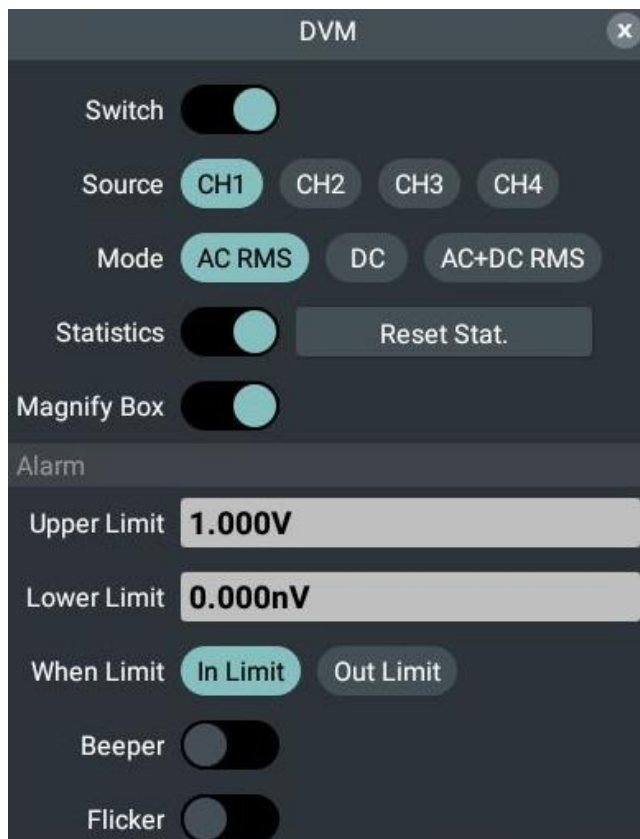 DVM
x
Switch
Source CH1 CH2 CH3 CH4
Mode AC RMS DC AC+DC RMS
Statistics Reset Stat.
Magnify Box
Alarm
Upper Limit 1.000V
Lower Limit 0.000nV
When Limit In Limit Out Limit
Beeper
Flicker